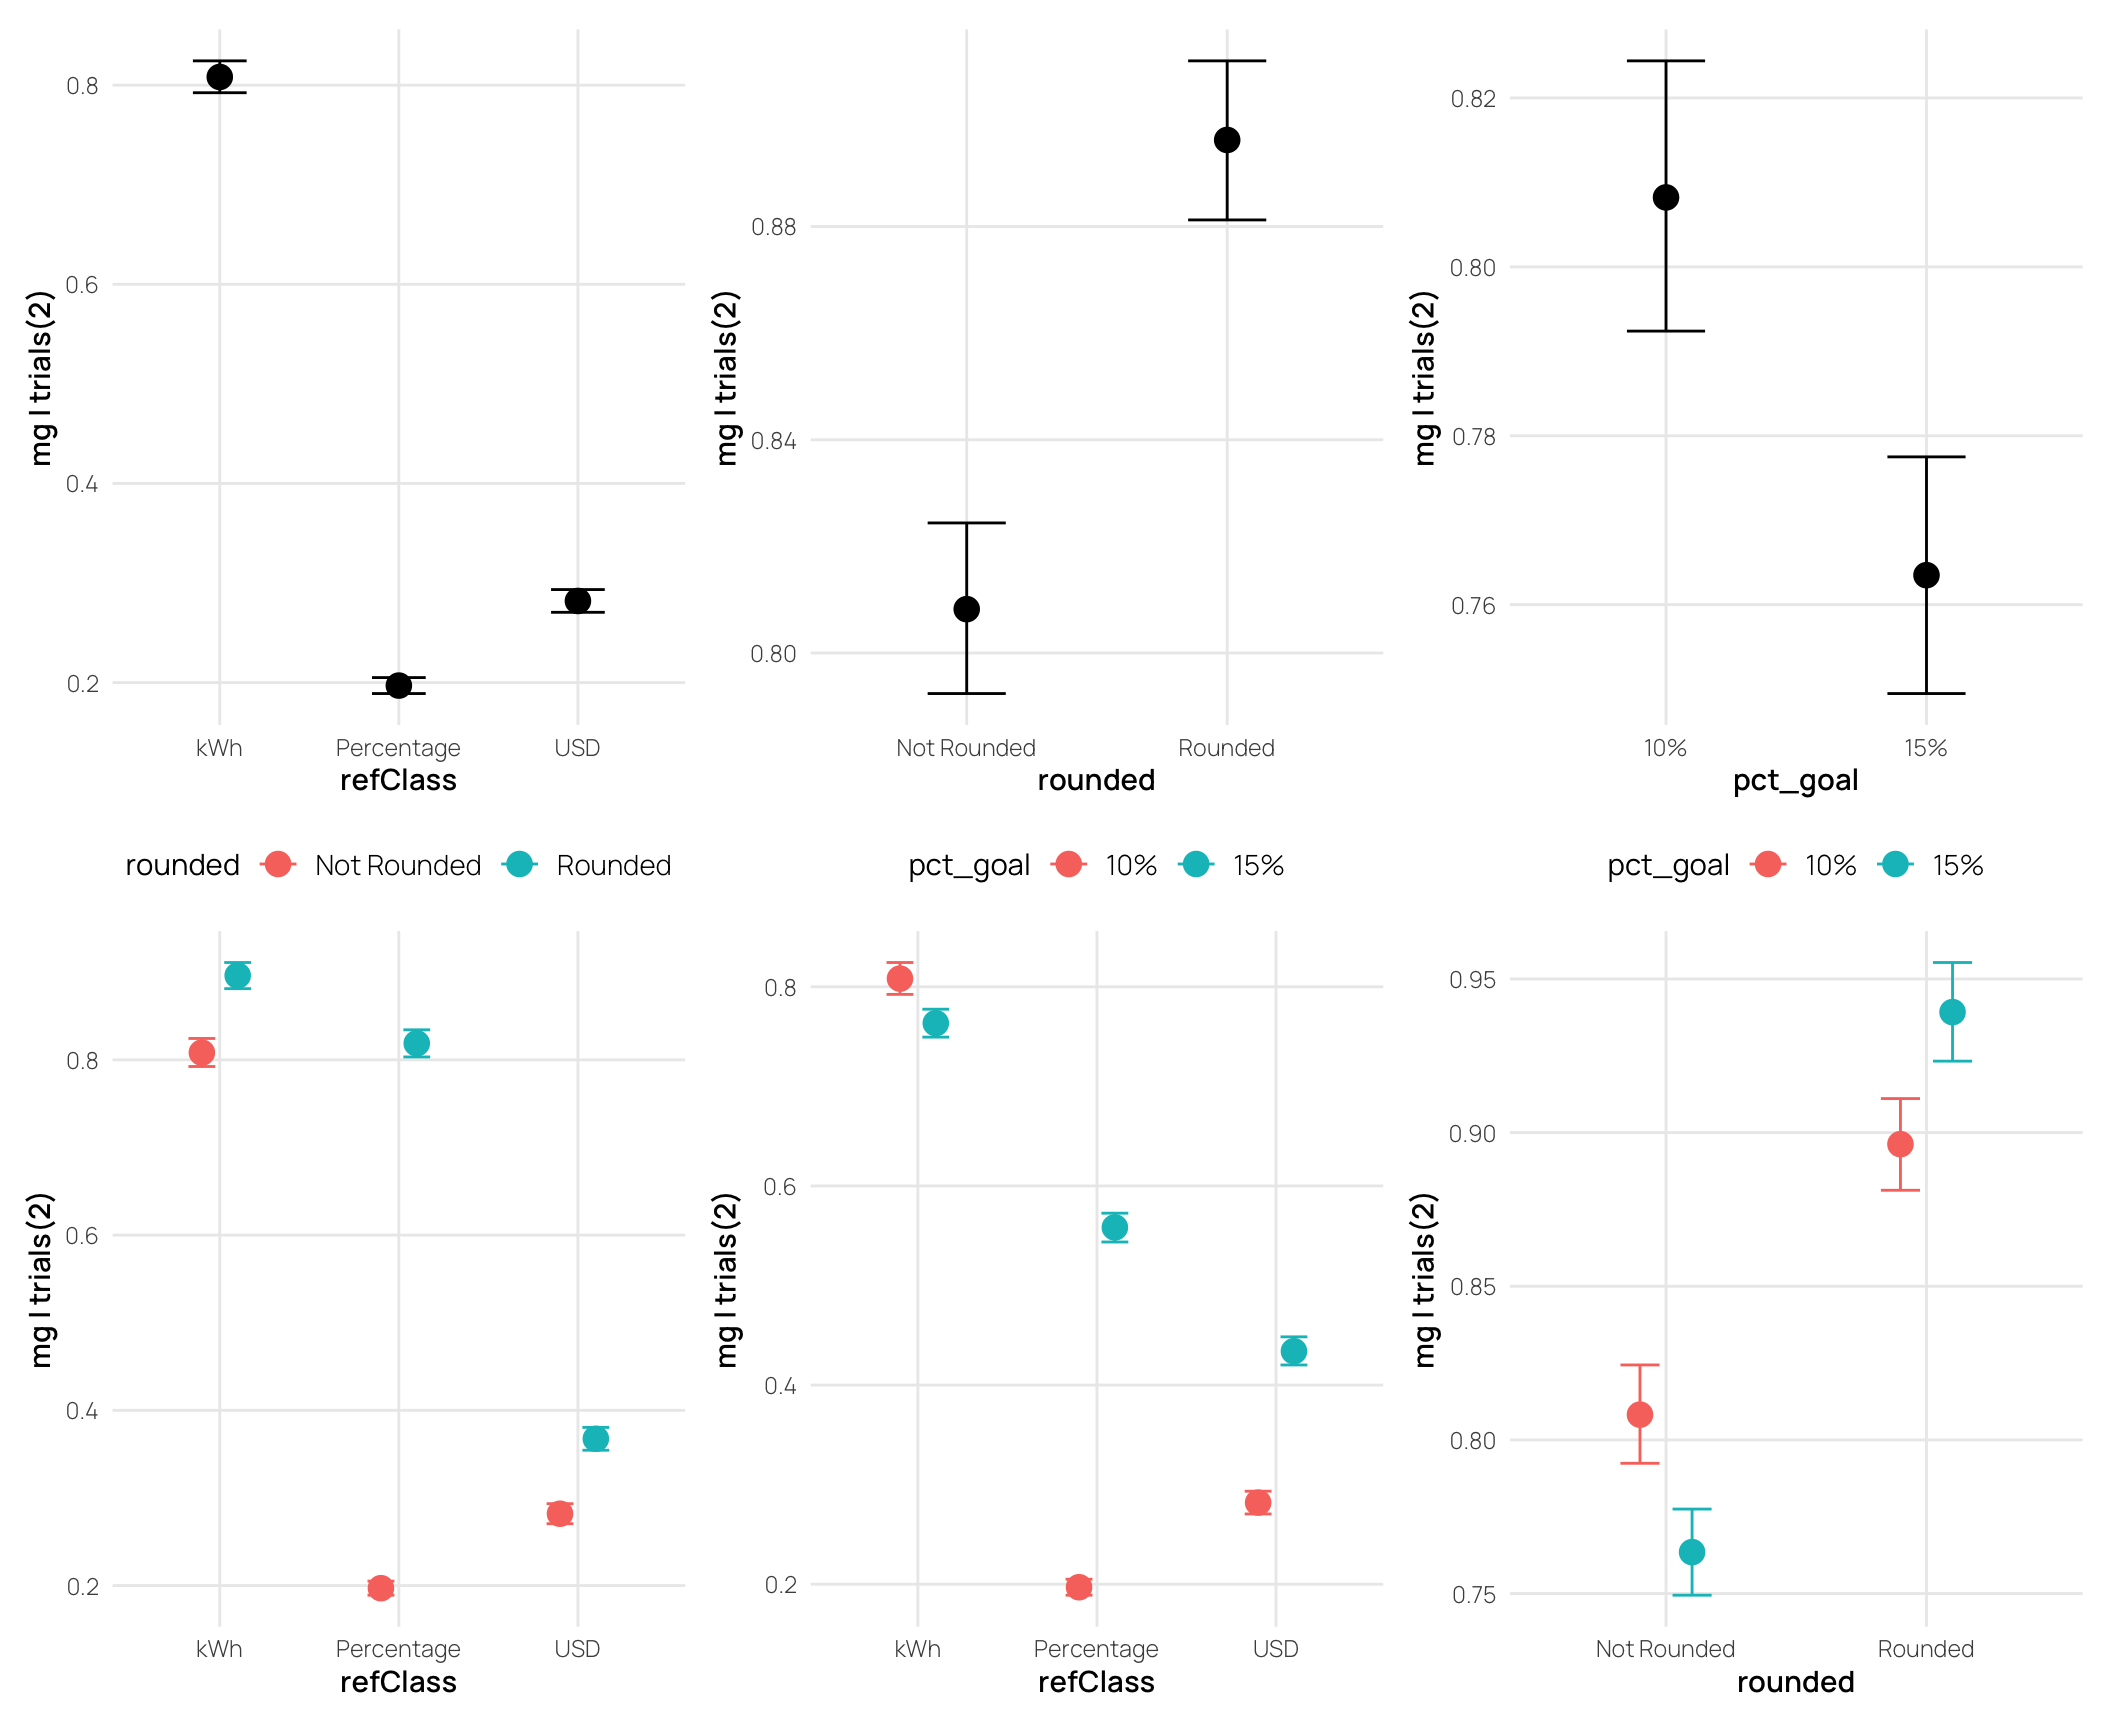 mg | trials(2)
0.8
0.6
0.4
0.2
kWh Percentage USD
refClass
mg | trials(2)
0.88
0.84
0.80
Not Rounded Rounded
rounded
mg | trials(2)
0.82
0.80
0.78
0.76
10% 15%
pct_goal
rounded Not Rounded Rounded
mg | trials(2)
0.8
0.6
0.4
0.2
kWh Percentage USD
refClass
pct_goal 10% 15%
mg | trials(2)
0.8
0.6
0.4
0.2
kWh Percentage USD
refClass
pct_goal 10% 15%
mg | trials(2)
0.95
0.90
0.85
0.80
0.75
Not Rounded Rounded
rounded